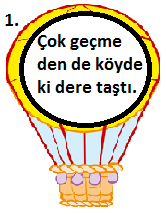 1.
Çok geçme
den de köyde
ki dere taştı.